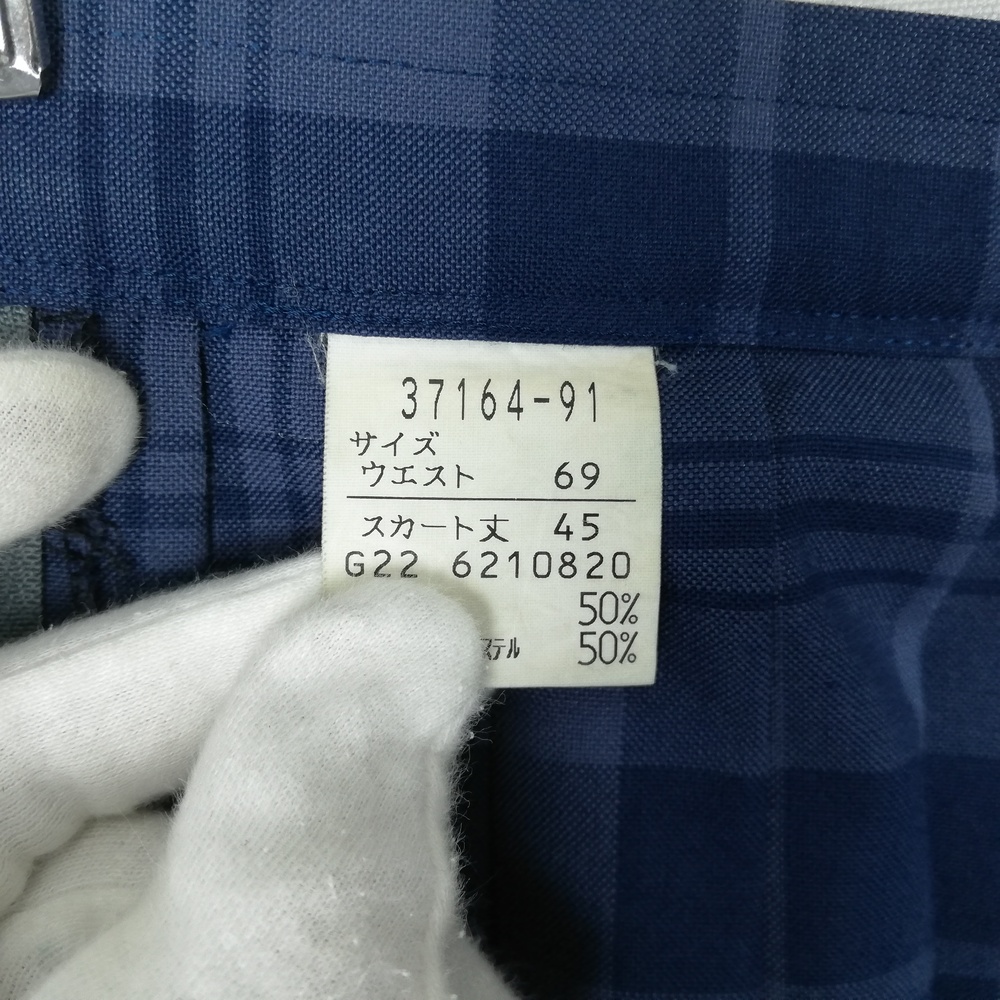 37164-91
サイズ
ウエスト 69
スカート丈 45
G22 6210820
50%
ステル 50%